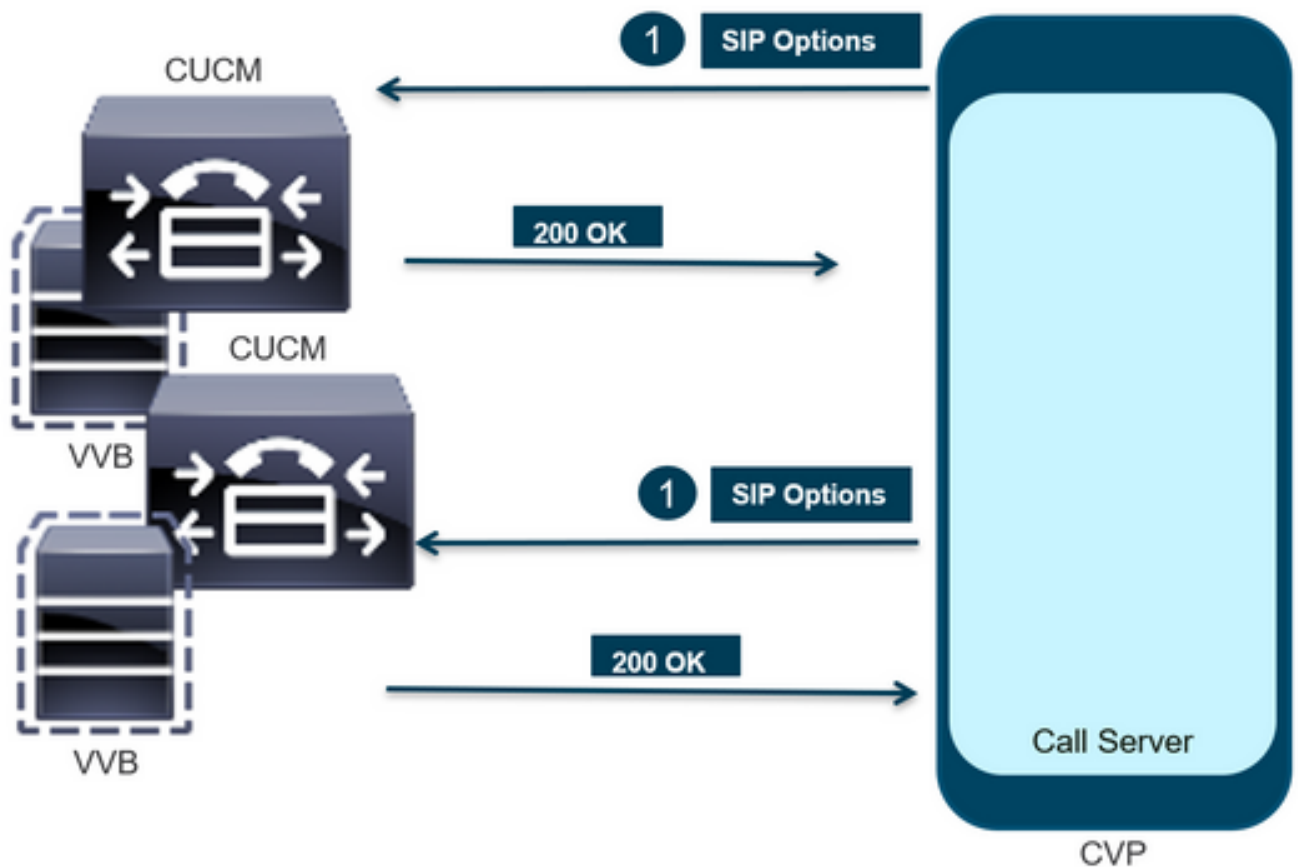 1 SIP Options
CUCM
200 OK
CUCM
VVB
1 SIP Options
200 OK
VVB
Call Server
CVP